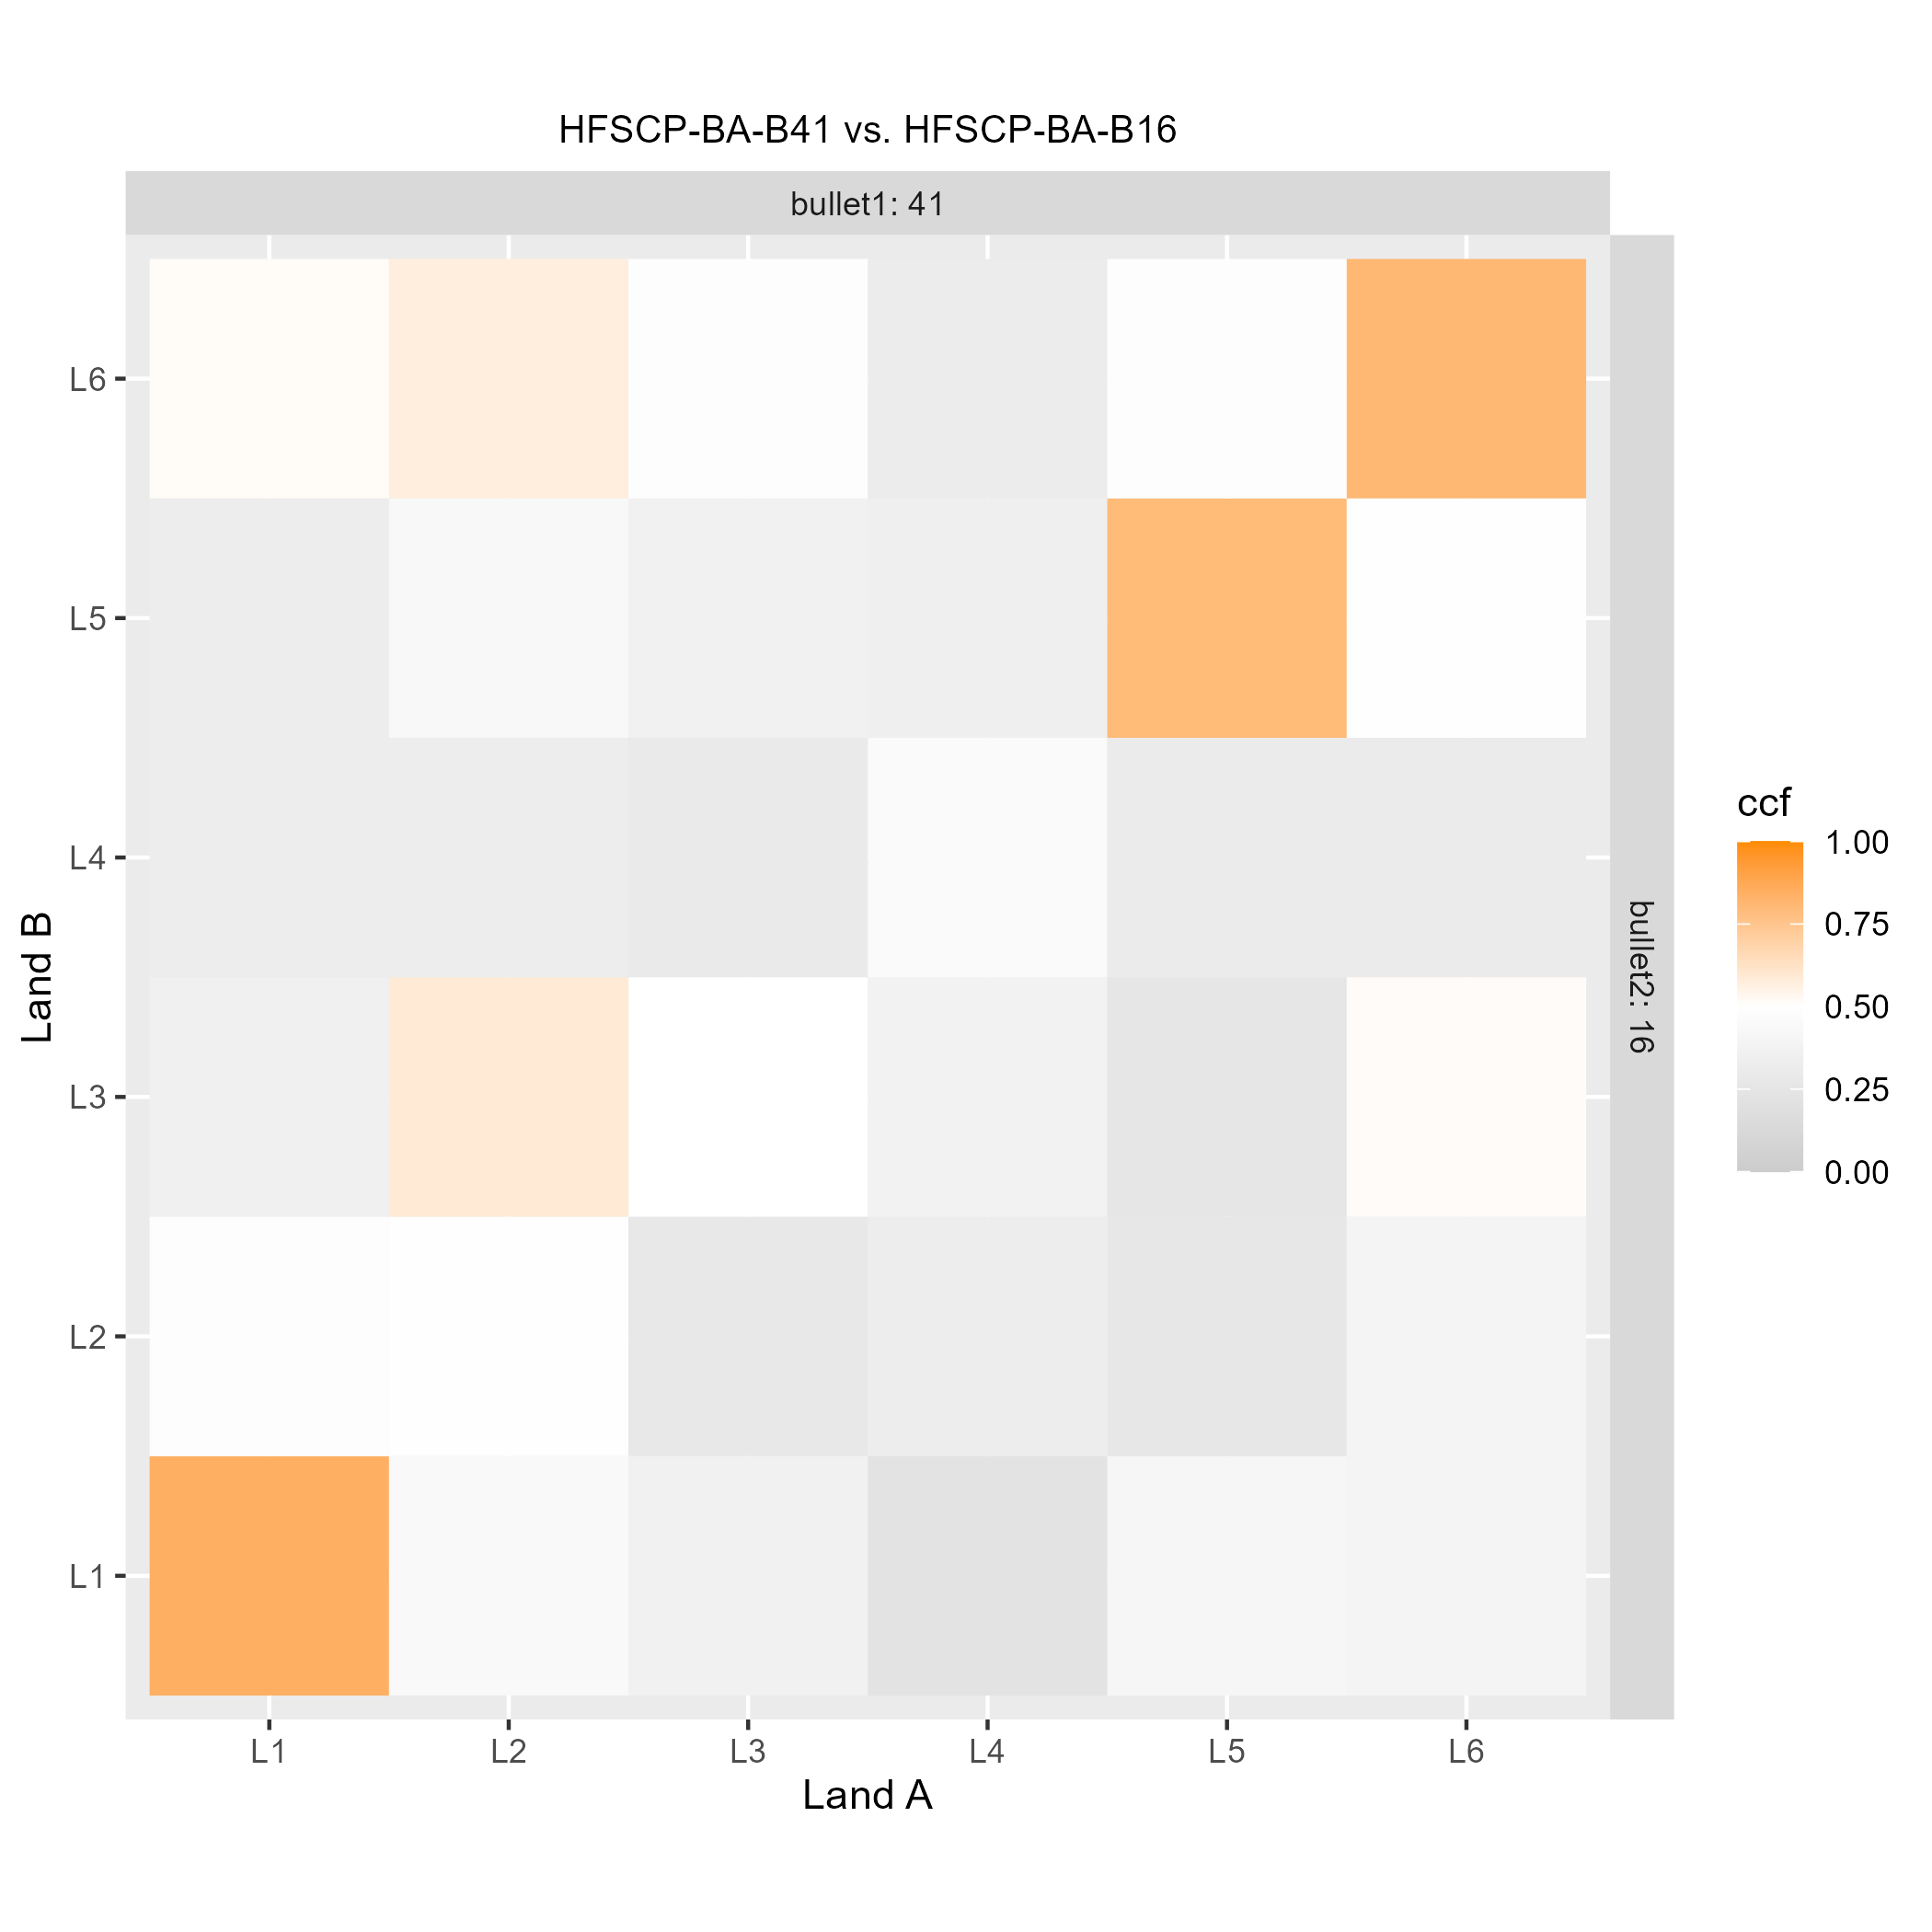 HFSCP-BA-B41 vs. HFSCP-BA-B16
bullet1: 41
L6
L5
L4
L3
L2
L1
Land B
bullet2: 16
ccf
1.00
0.75
0.50
0.25
0.00
L1 L2 L3 L4 L5 L6
Land A